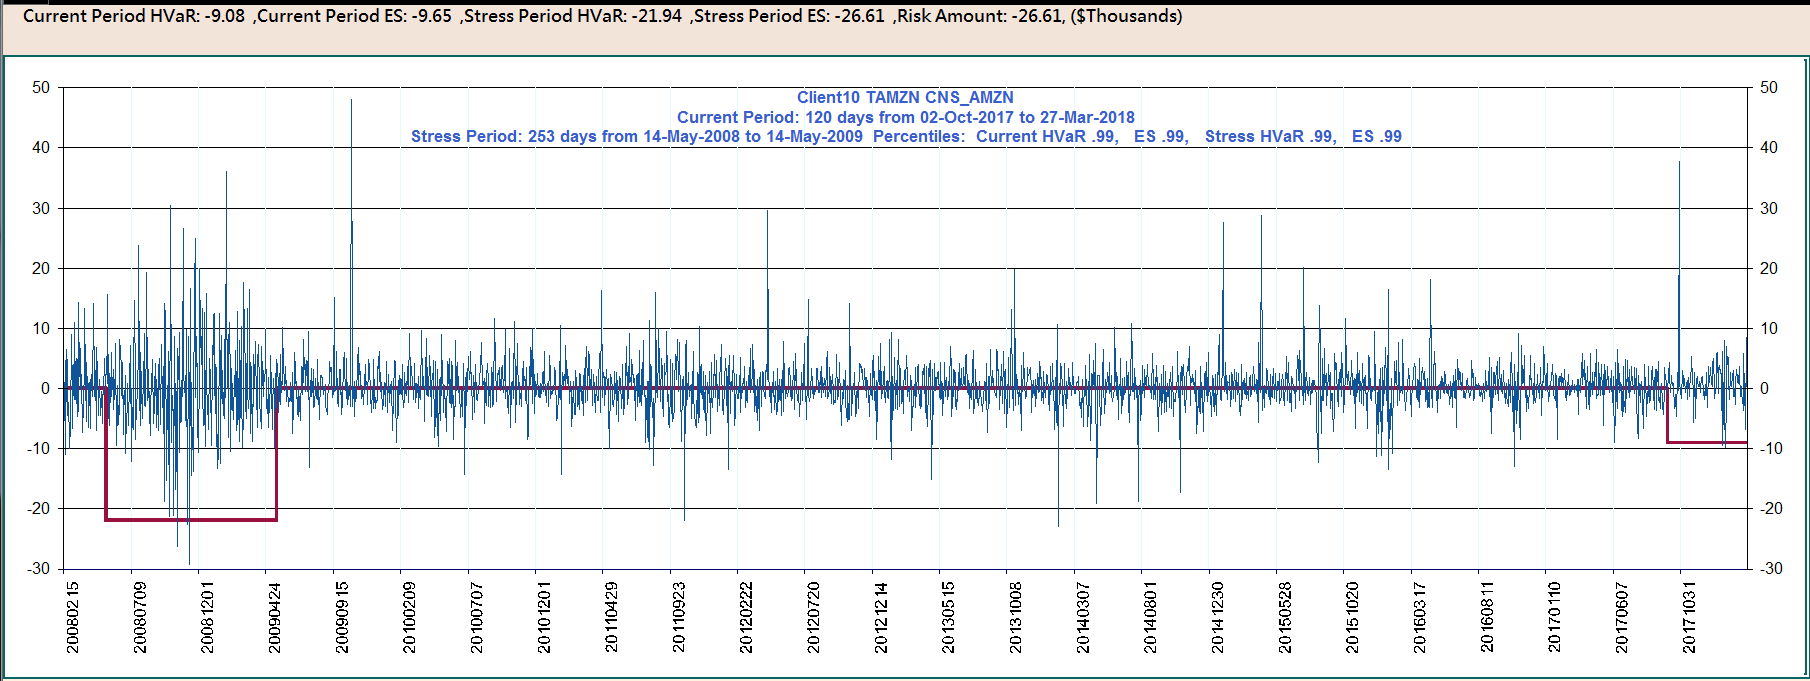 Current Period HVaR: -9.08 ,Current Period ES: -9.65 ,Stress Period HVaR: -21.94 ,Stress Period ES: -26.61 ,Risk Amount: -26.61, ($Thousands)
Client10 TAMZN CNS_AMZN
Current Period: 120 days from 02-Oct-2017 to 27-Mar-2018
Stress Period: 253 days from 14-May-2008 to 14-May-2009 Percentiles: Current HVaR .99, ES .99, Stress HVaR .99, ES .99
50 50
40 40
30 30
20 20
10 10
0 0
-10 -10
-20 -20
-30 -30
20080215 20080709 20081201 20090424 20090915 20100209 20100707 20101201 20110429 20110923 20120222 20120720 20121214 20130515 20131008 20140307 20140801 20141230 20150528 20151020 20160317 20160811 20170110 20170607 20171031